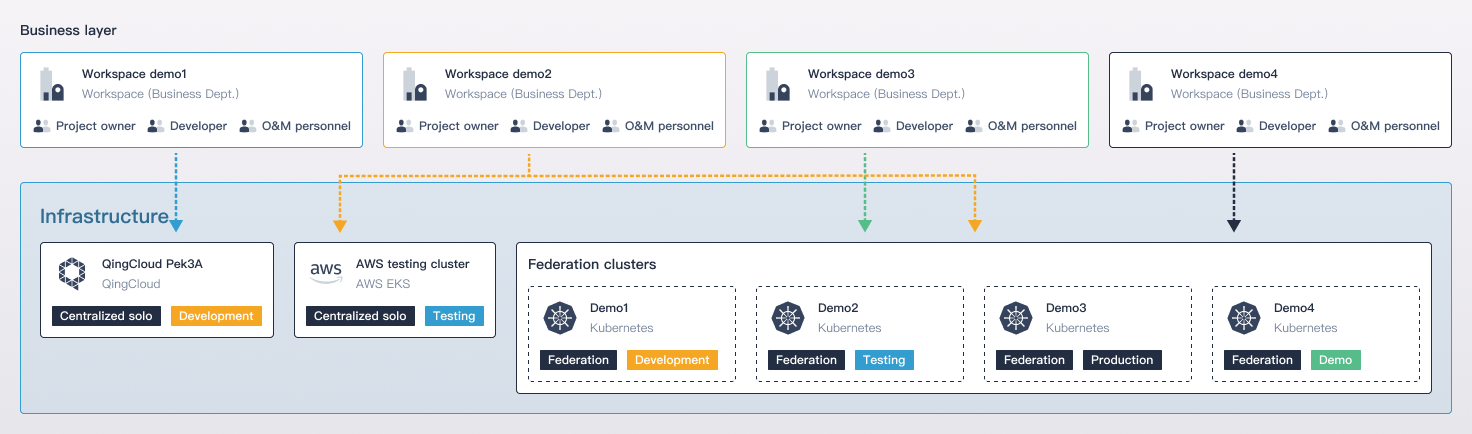 Business layer
Workspace demo1
Workspace (Business Dept.)
Project owner Developer O&M personnel
Workspace demo2
Workspace (Business Dept.)
Project owner Developer O&M personnel
Workspace demo3
Workspace (Business Dept.)
Project owner Developer O&M personnel
Workspace demo4
Workspace (Business Dept.)
Project owner Developer O&M personnel
Infrastructure
QingCloud Pek3A
QingCloud
Centralized solo Development
aws
AWS testing cluster
AWS EKS
Centralized solo Testing
Federation clusters
Demo1
Kubernetes
Federation Development
Demo2
Kubernetes
Federation Testing
Demo3
Kubernetes
Federation Production
Demo4
Kubernetes
Federation Demo